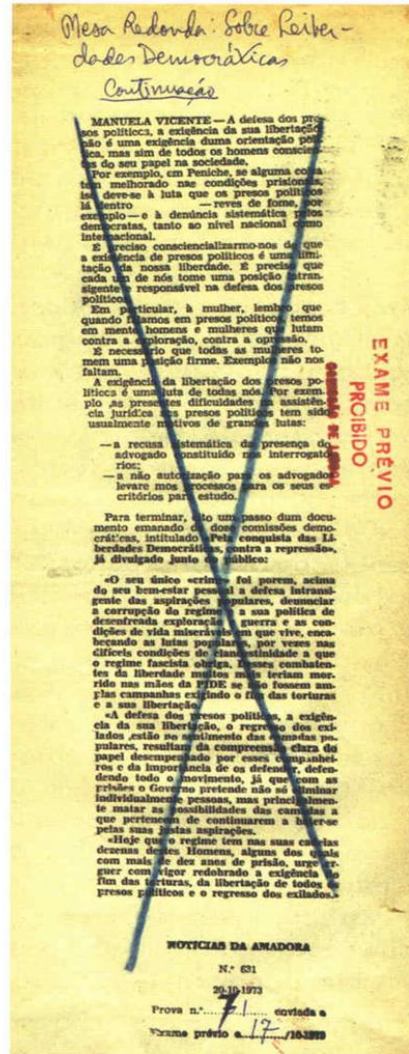 Mesa Redonda: Sobre Leiber-
dades Democráticas
Continuação
MANUELA VICENTE — A defesa dos pre-
sos políticos, a exigência da sua libertação
não é uma exigência duma orientação polí-
tica, mas sim de todos os homens conscien-
tes do seu papel na sociedade.
Por exemplo, em Peniche, se alguma coisa
tem melhorado nas condições prisionais,
isso deve-se à luta que os presos políticos
lá dentro — reves de fome, por
exemplo — e à denúncia sistemática pelos
democratas, tanto ao nível nacional como
internacional.
É preciso consciencializarmo-nos de que
a existência de presos políticos é uma limi-
tação da nossa liberdade. É preciso que
cada um de nós tome uma posição intran-
sigente e responsável na defesa dos presos
políticos.
Em particular, à mulher, lembro que
quando falamos em presos políticos, temos
em mente homens e mulheres que lutam
contra a exploração, contra a opressão.
É necessário que todas as mulheres to-
mem uma posição firme. Exemplos não nos
faltam.
A exigência da libertação dos presos po-
líticos é uma luta de todos nós. Por exem-
plo ,as presentes dificuldades na assistên-
cia jurídica aos presos políticos tem sido
usualmente motivos de grandes lutas:
—a recusa sistemática da presença do
advogado constituído nos interrogató-
rios;
—a não autorização para os advogados
levare mos processos para os seus es-
critórios para estudo.
Para terminar, cito um passo dum docu-
mento emanado de doze comissões demo-
cráticas, intitulado «Pela conquista das Li-
berdades Democráticas, contra a repressão»,
já divulgado junto do público:
«O seu único «crime» foi porem, acima
do seu bem-estar pessoal a defesa intransi-
gente das aspirações populares, denunciar
a corrupção do regime e a sua política de
desenfreada exploração e guerra e as con-
dições de vida miseráveis em que vive, enca-
beçando as lutas populares, por vezes nas
difíceis condições de clandestinidade a que
o regime fascista obriga. Desses combaten-
tes da liberdade muitos mais teriam mor-
rido nas mãos da PIDE se não fossem am-
plas campanhas exigindo o fim das torturas
e a sua libertação.
«A defesa dos presos políticos, a exigên-
cia da sua libertação, o regresso dos exi-
lados ,estão no sentimento das camadas po-
pulares, resultam da compreensão clara do
papel desempenhado por esses companhei-
ros e da importância de os defender, defen-
dendo todo o movimento, já que com as
prisões o Governo pretende não só eliminar
individualmente pessoas, mas principalmen-
te matar as possibilidades das camadas a
que pertencem de continuarem a bater-se
pelas suas justas aspirações.
«Hoje que o regime tem nas suas cadeias
dezenas destes Homens, alguns dos quais
com mais de dez anos de prisão, urge er-
guer com vigor redobrado a exigência do
fim das torturas, da libertação de todos os
presos políticos e o regresso dos exilados.»
EXAME PRÉVIO
PROIBIDO
COMISSÃO DE LISBOA
NOTICIAS DA AMADORA
N.º 631
20-10-1973
Prova n.º 71 enviada a
Exame prévio a 17 /10-1973